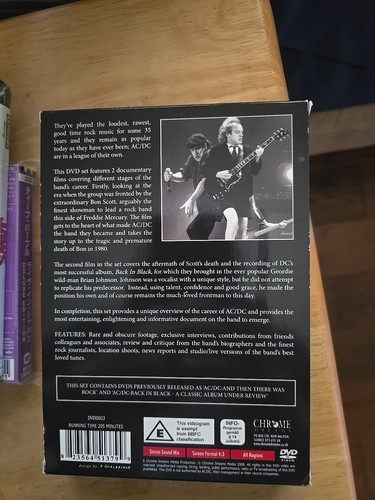 They've played the loudest, rawest,
good time rock music for some 35
years and they remain as popular
today as they have ever been; AC/DC
are in a league of their own.
This DVD set features 2 documentary
films covering different stages of the
band's career. Firstly, looking at the
era when the group was fronted by the
extraordinary Bon Scott, arguably the
finest showman to lead a rock band
this side of Freddie Mercury. The film
gets to the heart of what made AC/DC
the band they became and takes the
story up to the tragic and premature
death of Bon in 1980.
The second film in the set covers the aftermath of Scott's death and the recording of DC's
most successful album, Back In Black, for which they brought in the ever popular Geordie
wild-man Brian Johnson. Johnson was a vocalist with a unique style, but he did not attempt
to replicate his predecessor. Instead, using talent, confidence and good grace, he made the
position his own and of course remains the much-loved frontman to this day.
In completion, this set provides a unique overview of the career of AC/DC and provides the
most entertaining, enlightening and informative document on the band to emerge.
FEATURES: Rare and obscure footage, exclusive interviews, contributions from friends
colleagues and associates, review and critique from the band's biographers and the finest
rock journalists, location shoots, news reports and studio/live versions of the band's best
loved tunes.
THIS SET CONTAINS DVDS PREVIOUSLY RELEASED AS 'AC/DC AND THEN THERE WAS
ROCK' AND 'AC/DC BACK IN BLACK - A CLASSIC ALBUM UNDER REVIEW'
RUNNING TIME 205 MINUTES
8 23564 51379 9
E
This videogram
is exempt
from BBFC
classification
INFO-
Programm
gemäß
§ 14
JuSchG
CHROME
DREAMS
Stereo Sound Mix
Screen Format 4:3
All Regions
DVD
VIDEO